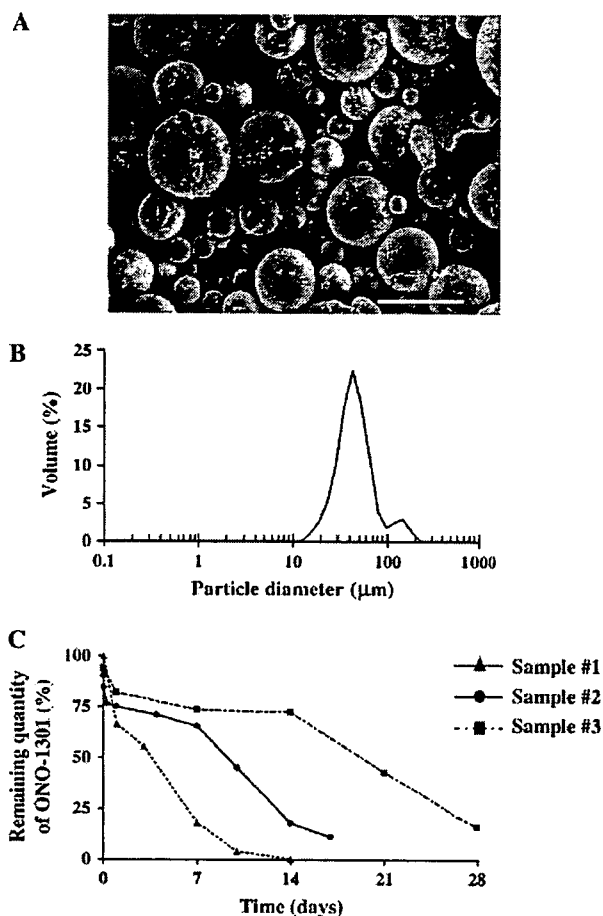 A
B
25
20
15
10
5
0
Volume (%)
0.1 1 10 100 1000
Particle diameter (μm)
C
100
75
50
25
0
Remaining quantity
of ONO-1301 (%)
0 7 14 21 28
Time (days)
Sample #1
Sample #2
Sample #3